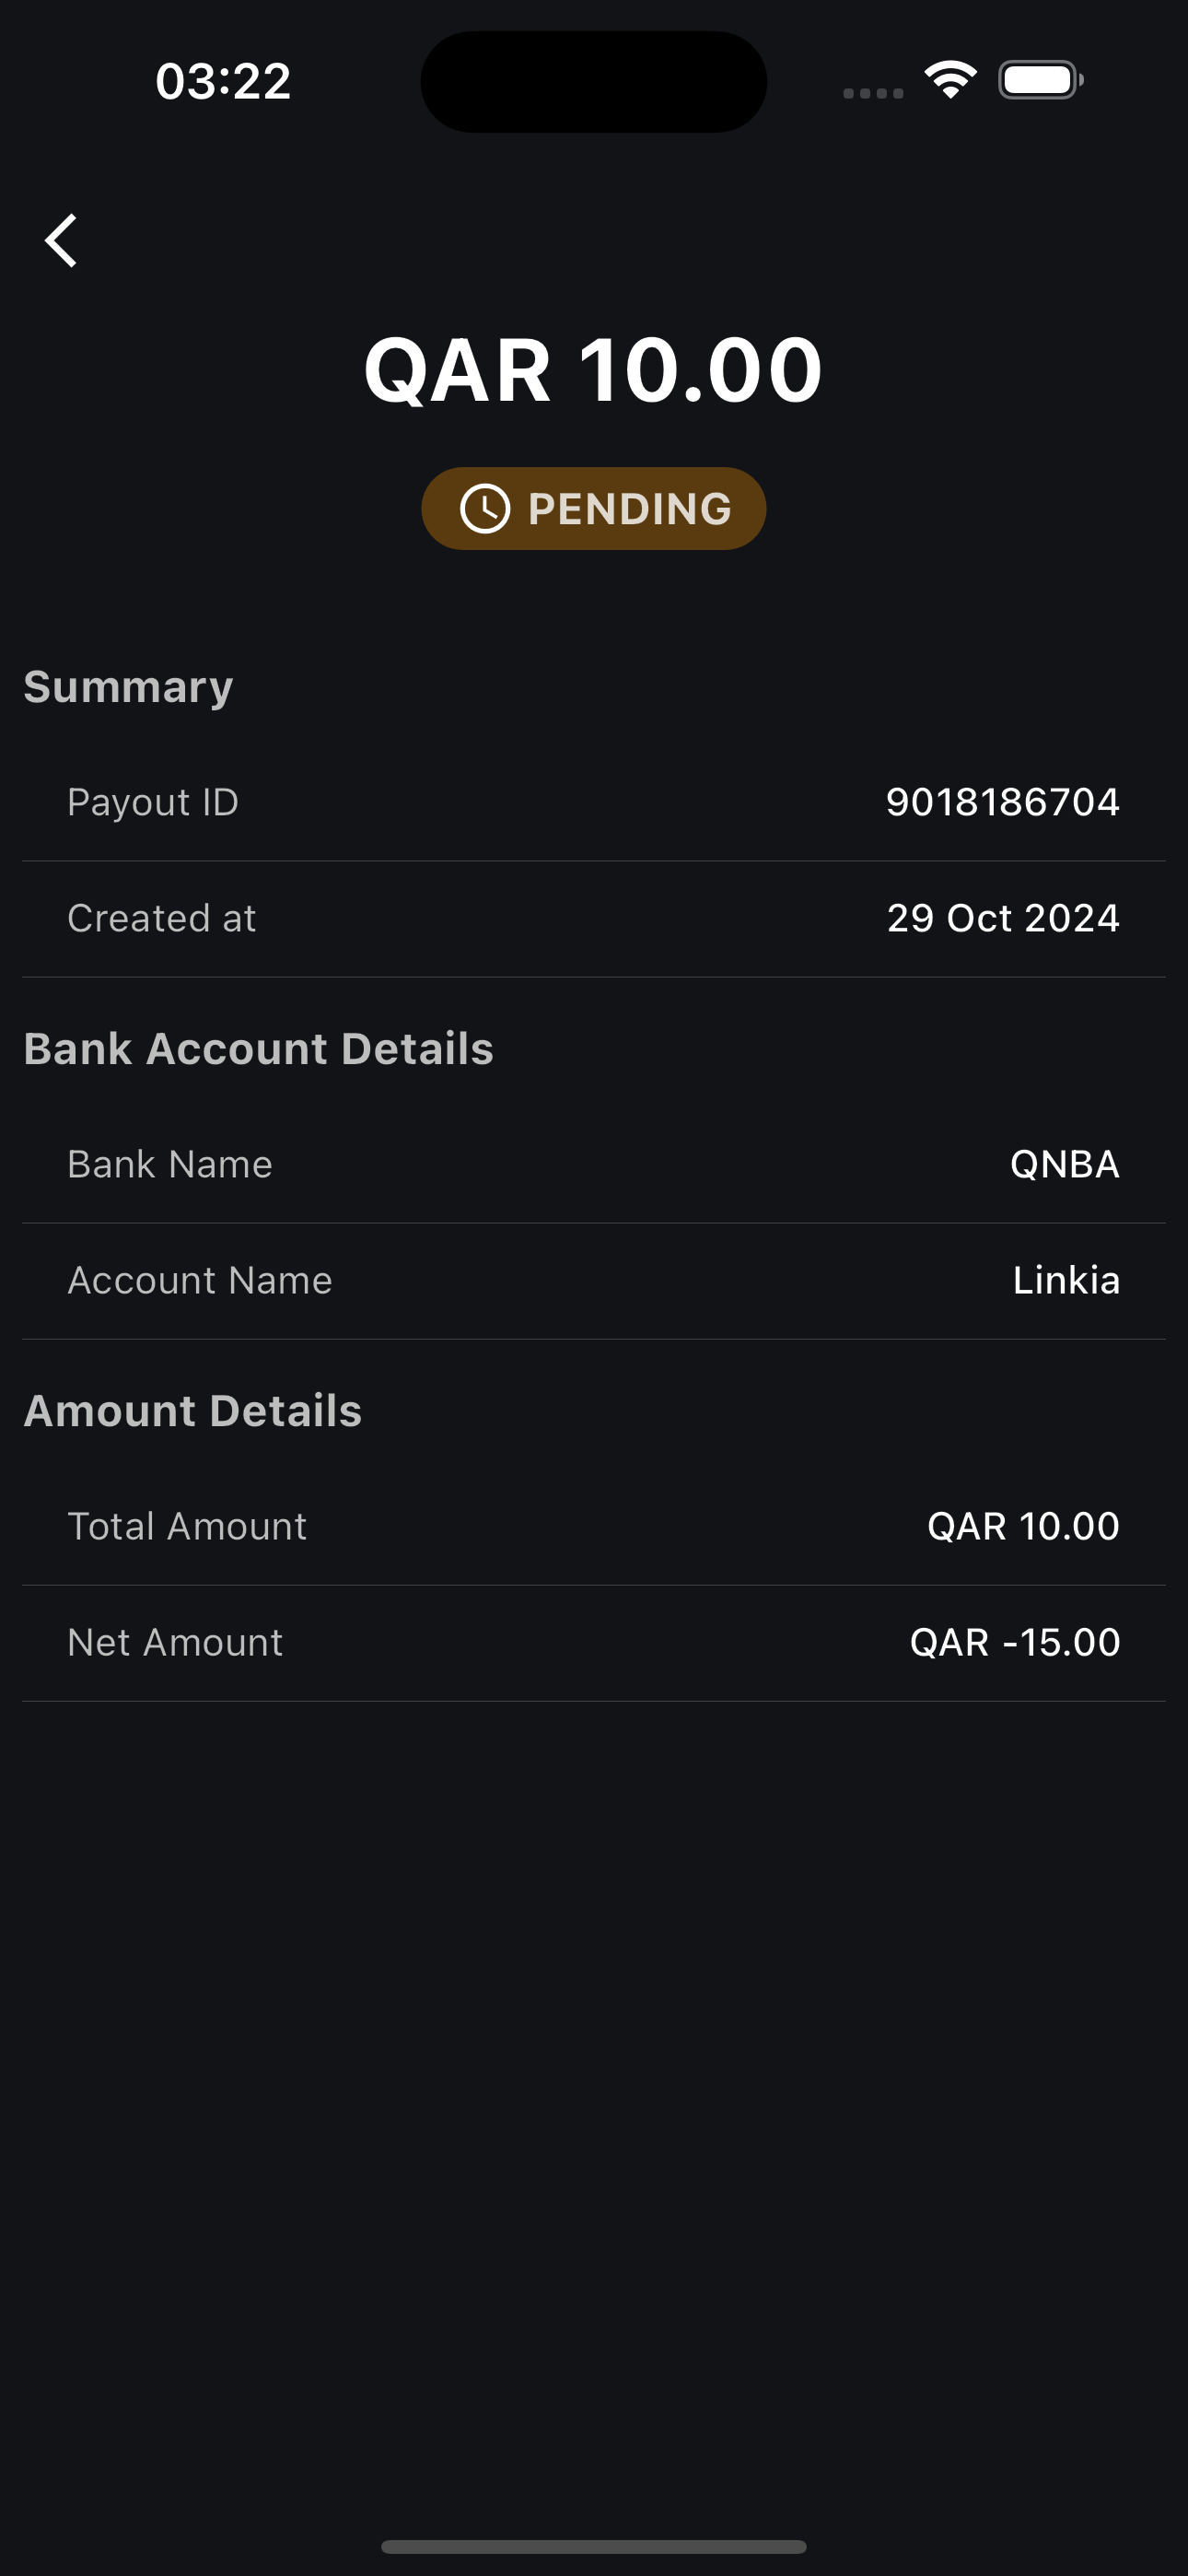 03:22
QAR 10.00
PENDING
Summary
Payout ID 9018186704
Created at 29 Oct 2024
Bank Account Details
Bank Name QNBA
Account Name Linkia
Amount Details
Total Amount QAR 10.00
Net Amount QAR -15.00